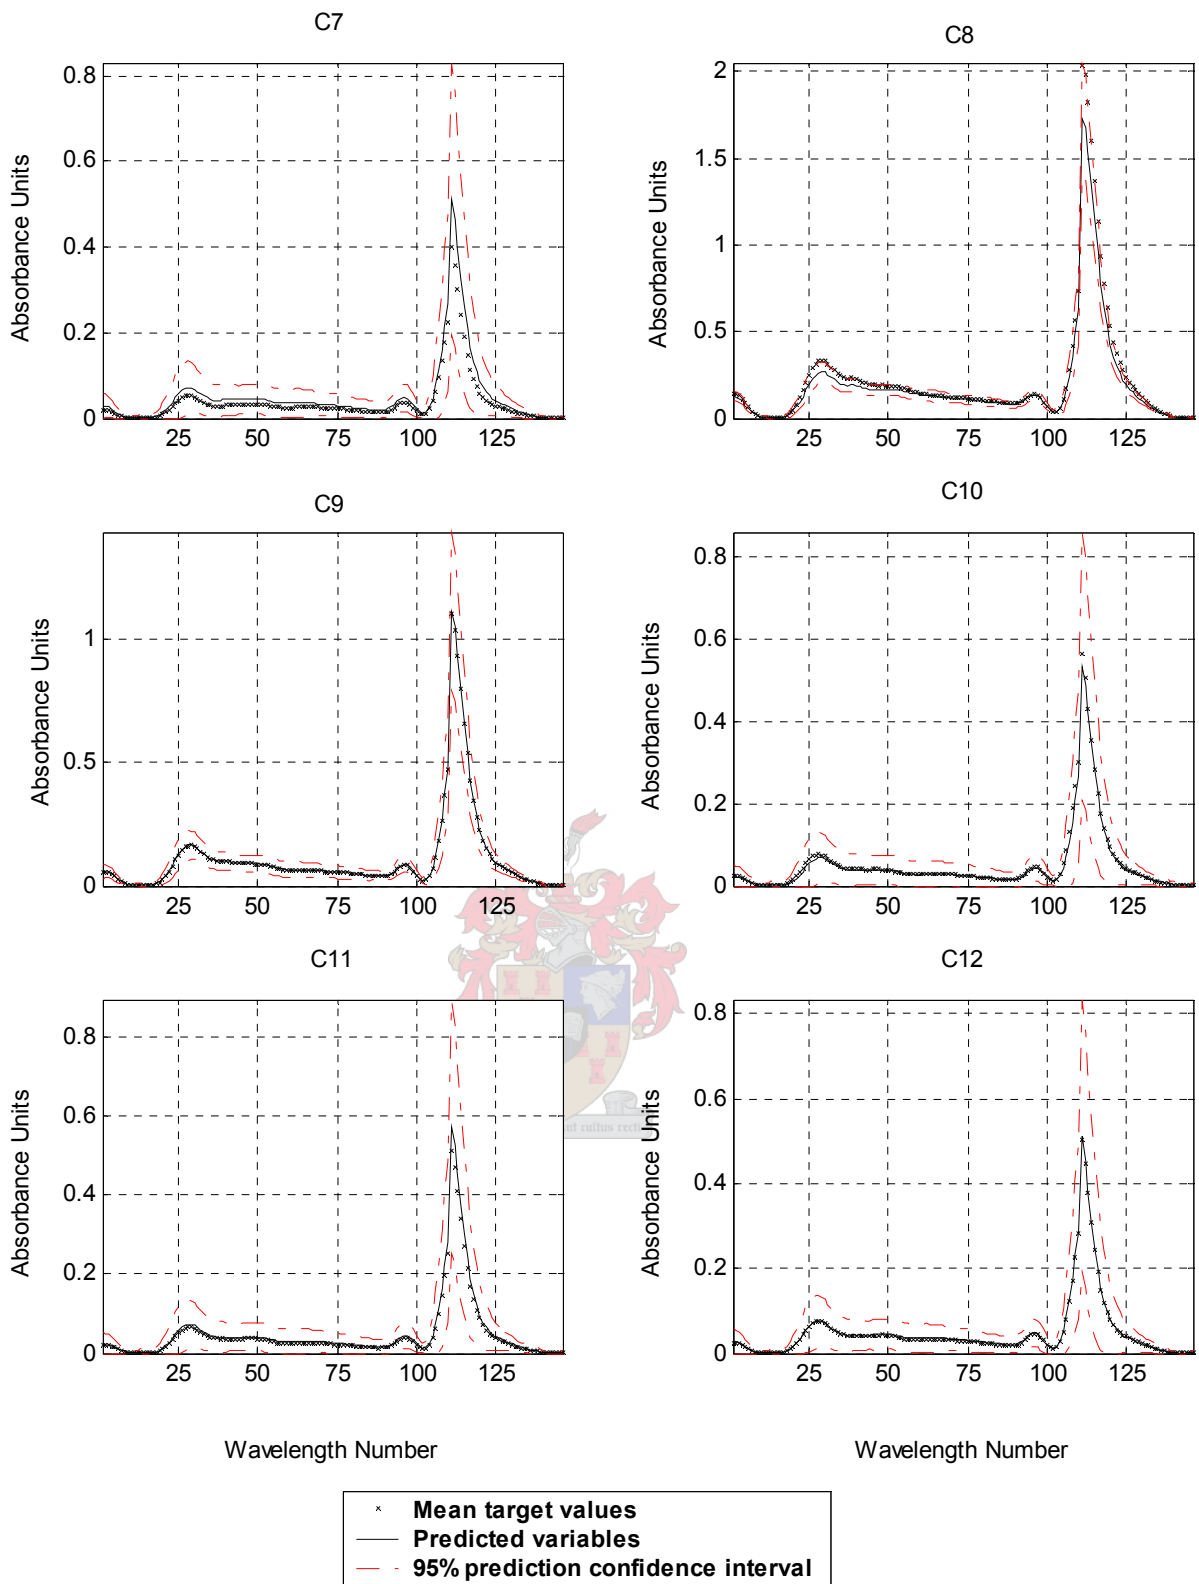 C7
0.8
0.6
0.4
0.2
0
25 50 75 100 125
Absorbance Units
C8
2
1.5
1
0.5
0
25 50 75 100 125
Absorbance Units
C9
1
0.5
0
25 50 75 100 125
Absorbance Units
C10
0.8
0.6
0.4
0.2
0
25 50 75 100 125
Absorbance Units
C11
0.8
0.6
0.4
0.2
0
25 50 75 100 125
Absorbance Units
Wavelength Number
C12
0.8
0.6
0.4
0.2
0
25 50 75 100 125
Absorbance Units
Wavelength Number
cultus recti
Mean target values
Predicted variables
95% prediction confidence interval